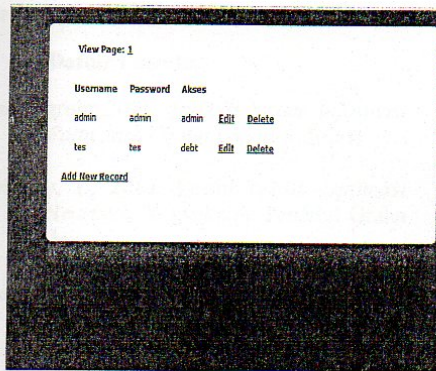 View Page: 1
Username Password Akses
admin admin admin Edit Delete
tes tes debt Edit Delete
Add New Record